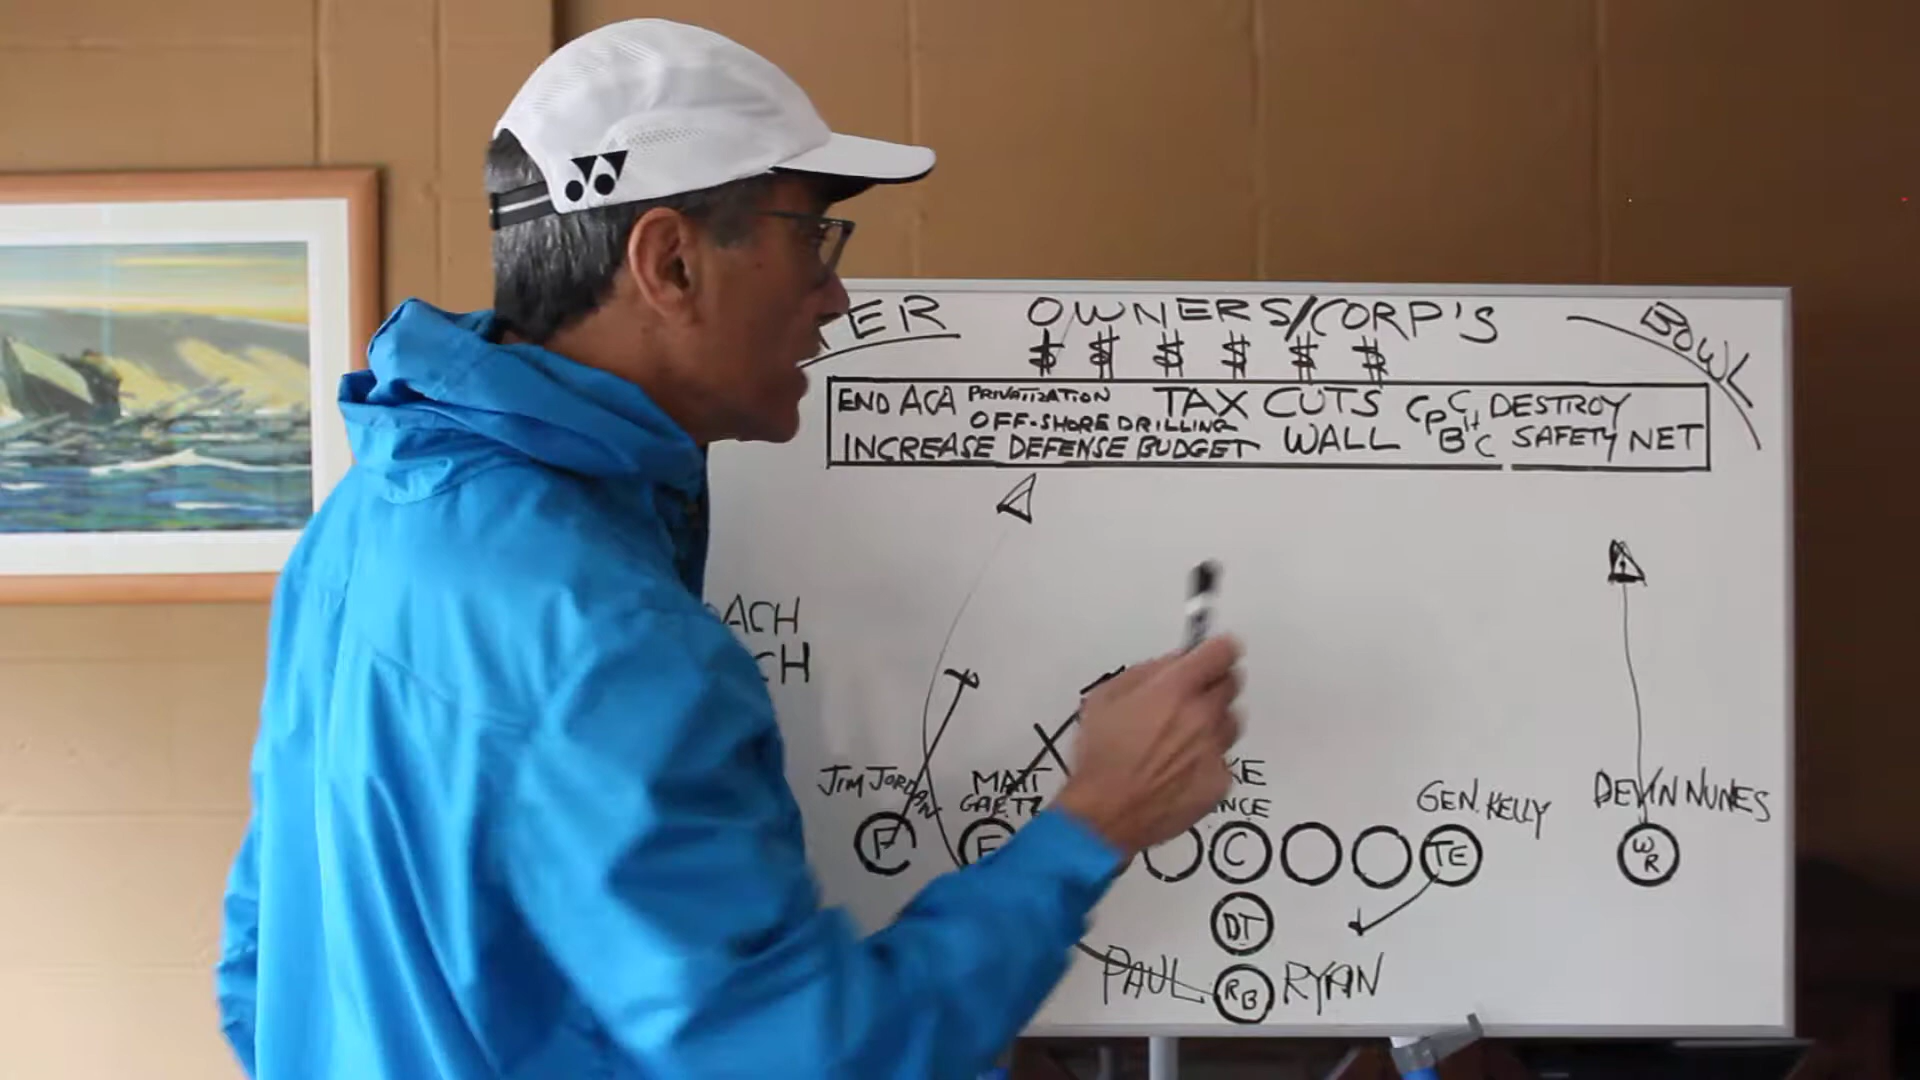 ER OWNERS/CORP'S BOWL
$ $ $ $ $ $
END ACA PRIVATIZATION TAX CUTS DESTROY
OFF-SHORE DRILLING
INCREASE DEFENSE BUDGET WALL SAFETY NET
ACH
CH
JIM JORDAN MATT KE GEN. KELLY DEVIN NUNES
GAETZ NCE
F F C TE WR
DT
PAUL RB RYAN